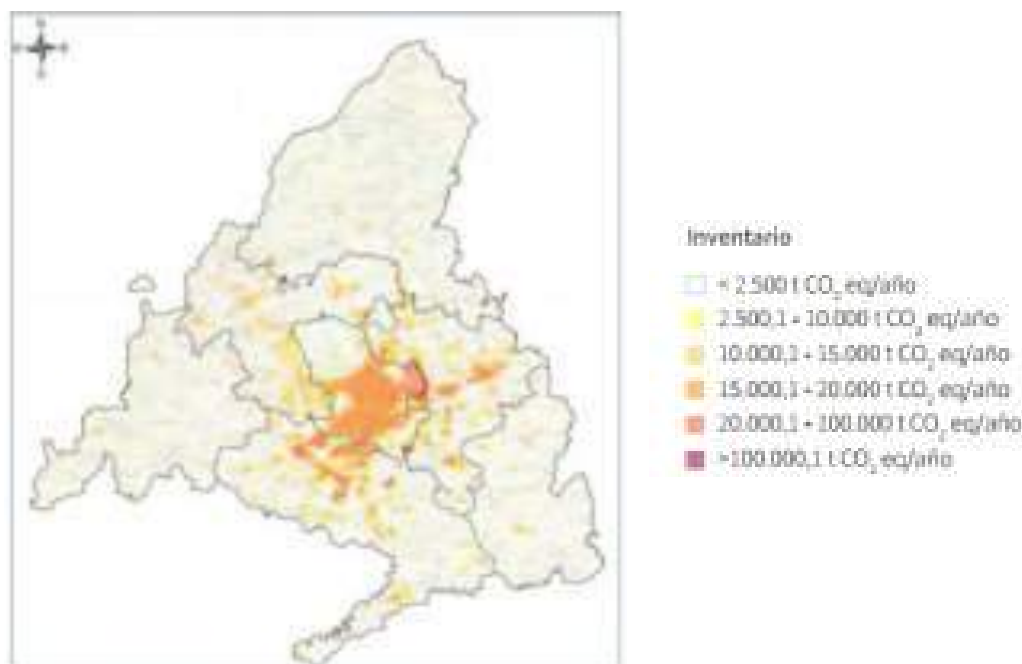 Inventario
< 2.500 t CO₂ eq/año
2.500,1 - 10.000 t CO₂ eq/año
10.000,1 - 15.000 t CO₂ eq/año
15.000,1 - 20.000 t CO₂ eq/año
20.000,1 - 100.000 t CO₂ eq/año
>100.000,1 t CO₂ eq/año